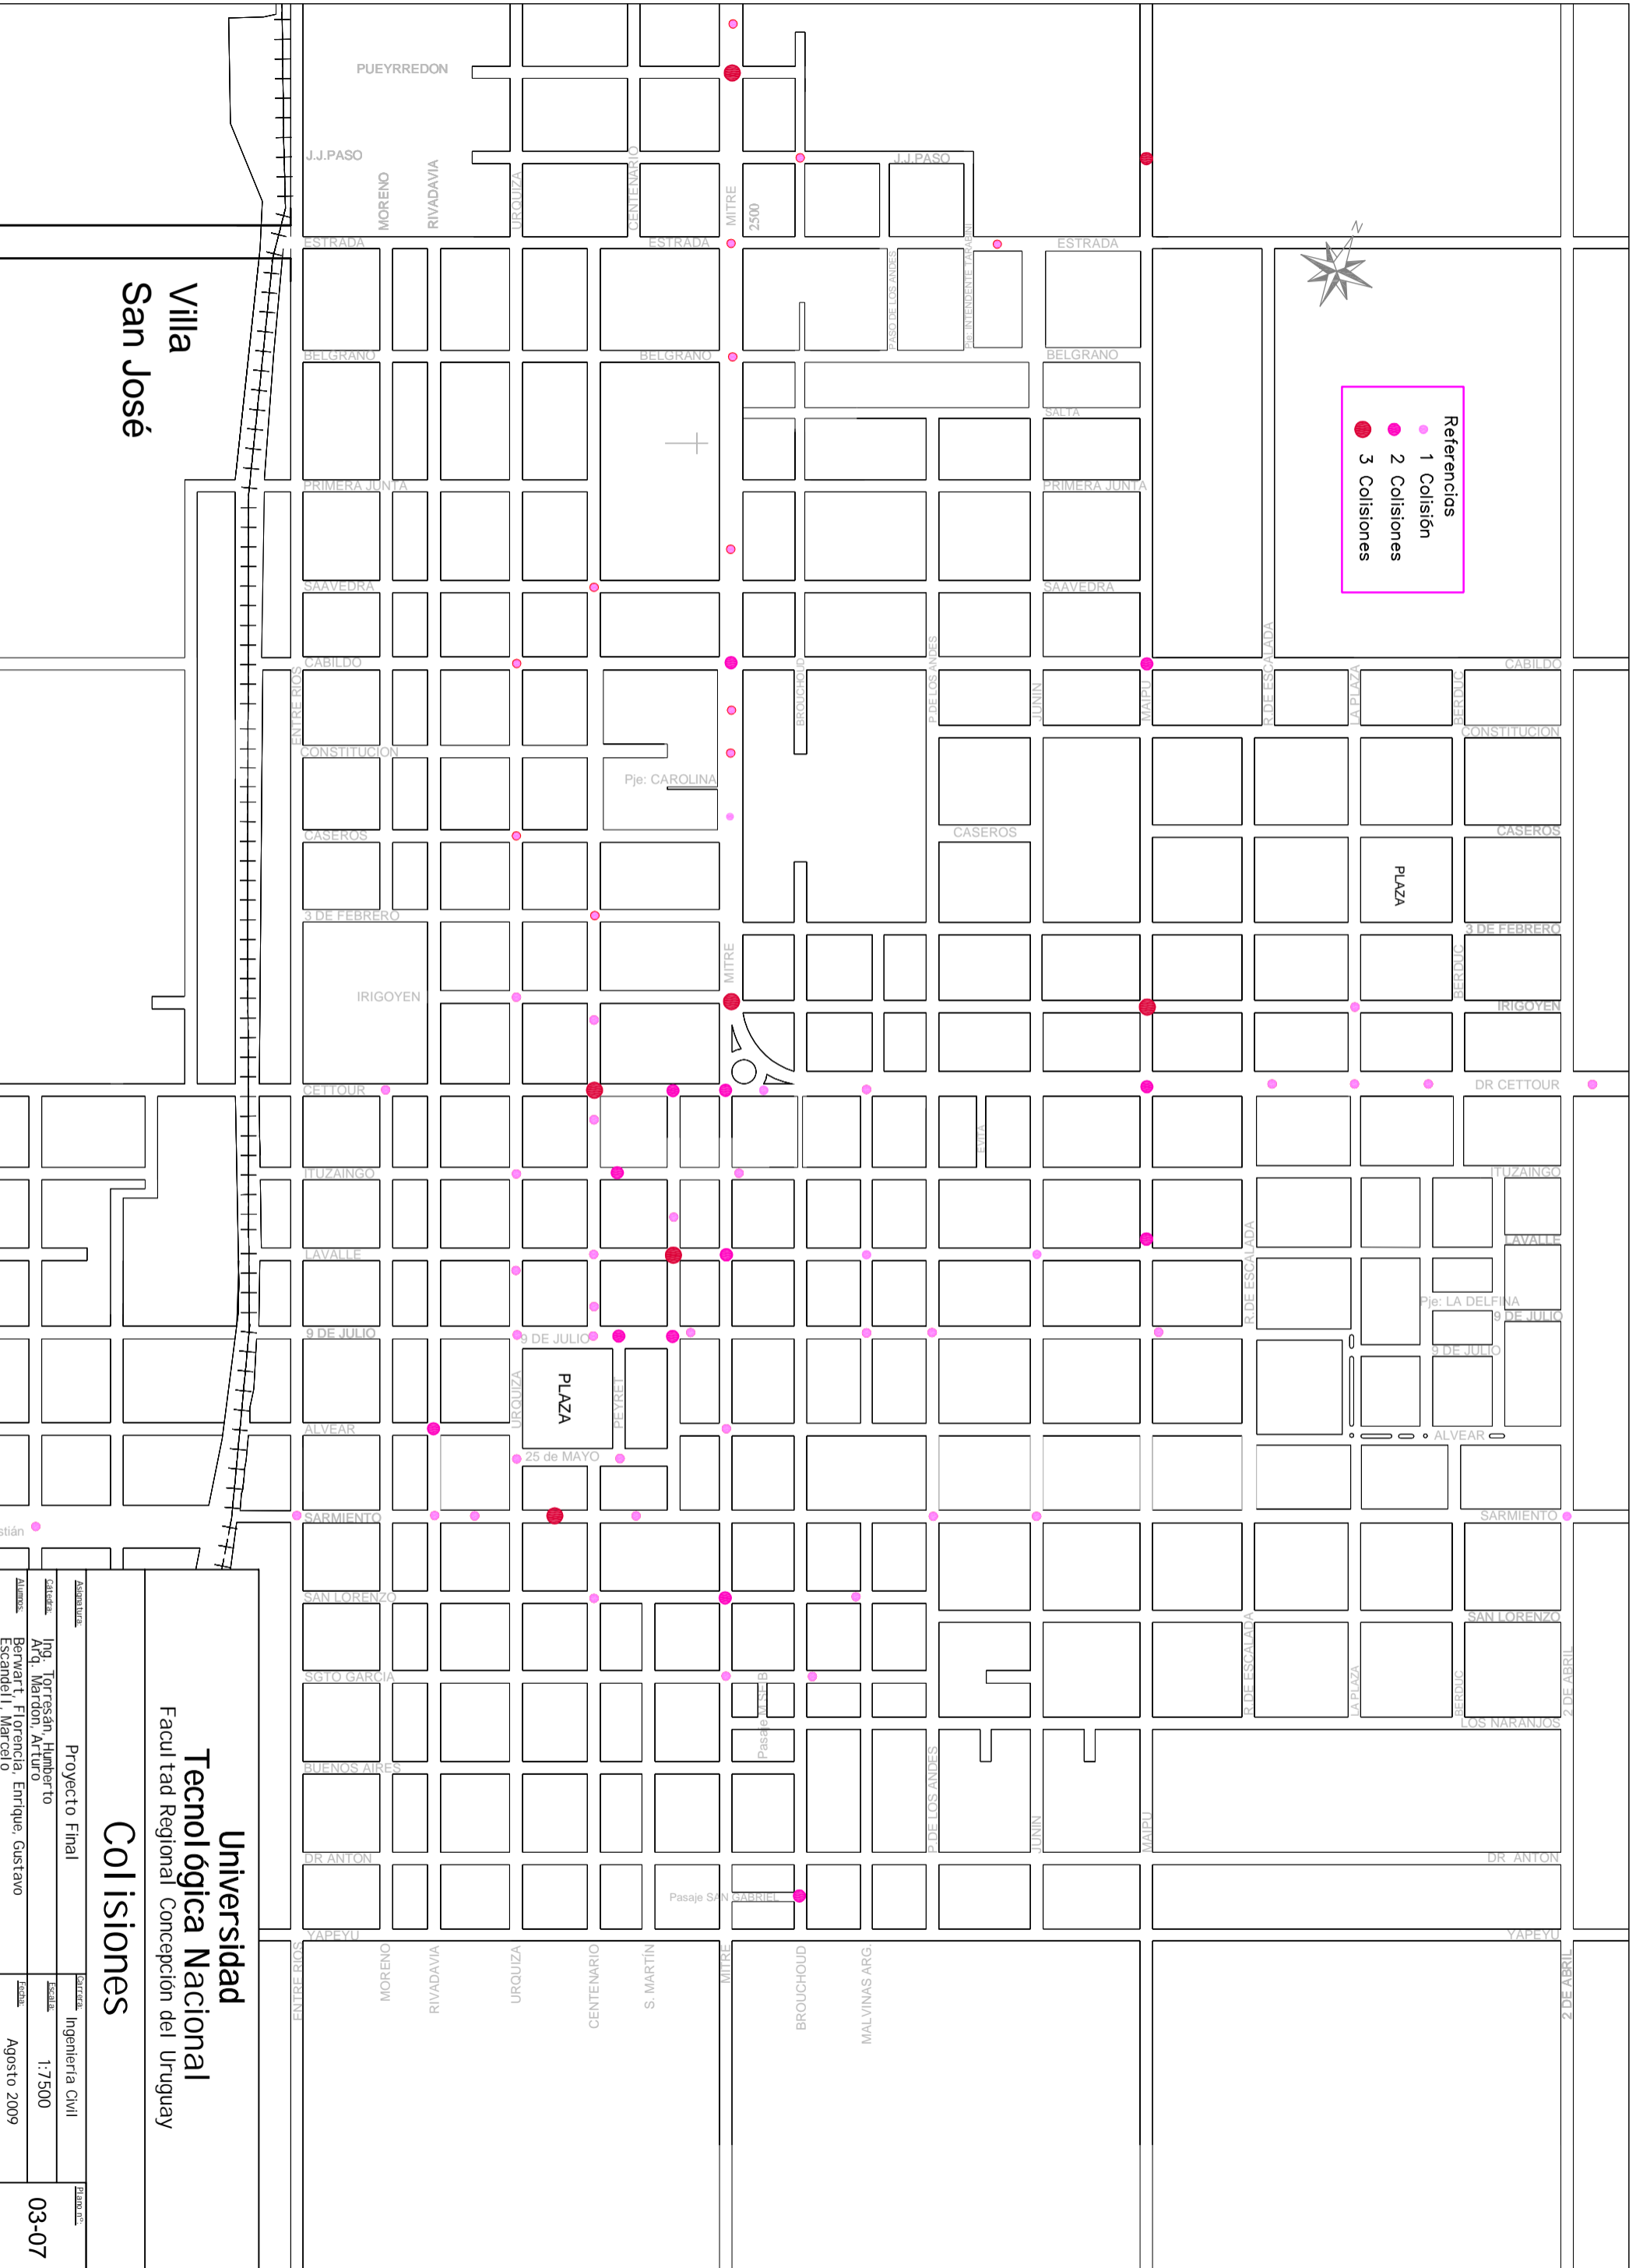 PUEYRREDON
J.J.PASO
MORENO
RIVADAVIA
URQUIZA
CENTENARIO
MITRE
2500
J.J.PASO
ESTRADA
ESTRADA
PASO DE LOS ANDES
Pje: INTENDENTE TARABINI
ESTRADA
N
Villa
San José
BELGRANO
BELGRANO
BELGRANO
SALTA
Referencias
1 Colisión
2 Colisiones
3 Colisiones
PRIMERA JUNTA
PRIMERA JUNTA
SAAVEDRA
SAAVEDRA
ENTRE RIOS
CABILDO
BROUCHOUD
P.DE LOS ANDES
JUNIN
MAIPU
R.DE ESCALADA
LA PLAZA
BERDUC
CABILDO
CONSTITUCION
CONSTITUCION
Pje: CAROLINA
CASEROS
CASEROS
CASEROS
PLAZA
3 DE FEBRERO
MITRE
3 DE FEBRERO
BERDUC
IRIGOYEN
IRIGOYEN
CETTOUR
DR CETTOUR
EVITA
ITUZAINGO
ITUZAINGO
LAVALLE
R.DE ESCALADA
LAVALLE
Pje: LA DELFINA
9 DE JULIO
9 DE JULIO
9 DE JULIO
9 DE JULIO
URQUIZA
PLAZA
PEYRET
ALVEAR
ALVEAR
25 de MAYO
SARMIENTO
SARMIENTO
stián
SAN LORENZO
SAN LORENZO
SGTO GARCIA
R.DE ESCALADA
LA PLAZA
BERDUC
2 DE ABRIL
LOS NARANJOS
BUENOS AIRES
P.DE LOS ANDES
JUNIN
MAIPU
DR ANTON
DR ANTON
Pasaje SAN GABRIEL
YAPEYU
YAPEYU
ENTRE RIOS
MORENO
RIVADAVIA
URQUIZA
CENTENARIO
S. MARTÍN
MITRE
BROUCHOUD
MALVINAS ARG.
2 DE ABRIL
Universidad
Tecnológica Nacional
Facultad Regional Concepción del Uruguay
Colisiones
Asignatura:
Proyecto Final
Carrera:
Ingeniería Civil
Plano nº:
03-07
Catedra:
Ing. Torresán, Humberto
Arq. Mardon, Arturo
Escala:
1:7500
Alumnos:
Berwart, Florencia, Enrique, Gustavo
Escandell, Marcelo
Fecha:
Agosto 2009